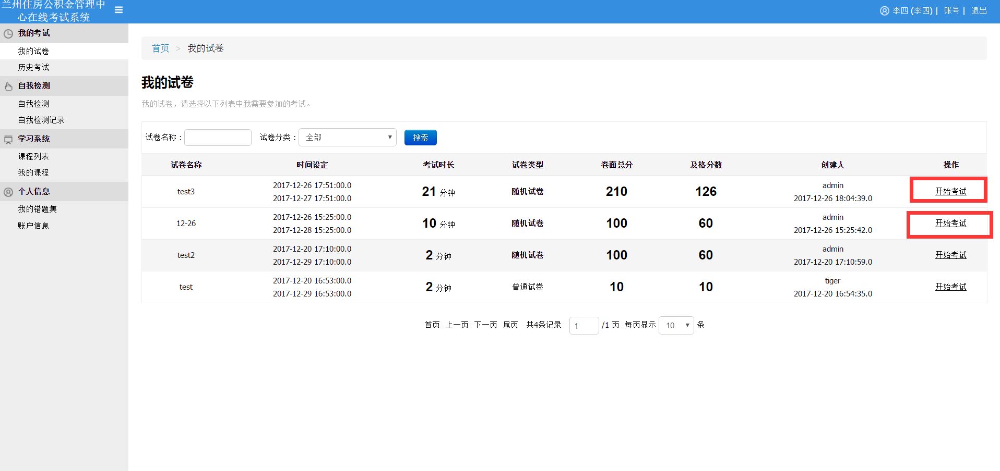 兰州住房公积金管理中
心在线考试系统
李四 (李四) | 账号 | 退出
我的考试
我的试卷
历史考试
自我检测
自我检测
自我检测记录
学习系统
课程列表
我的课程
个人信息
我的错题集
账户信息
首页 > 我的试卷
我的试卷
我的试卷，请选择以下列表中我需要参加的考试。
试卷名称： 试卷分类： 全部 搜索
试卷名称 时间设定 考试时长 试卷类型 卷面总分 及格分数 创建人 操作
test3 2017-12-26 17:51:00.0 21 分钟 随机试卷 210 126 admin 开始考试
2017-12-27 17:51:00.0 2017-12-26 18:04:39.0
12-26 2017-12-26 15:25:00.0 10 分钟 随机试卷 100 60 admin 开始考试
2017-12-28 15:25:00.0 2017-12-26 15:25:42.0
test2 2017-12-20 17:10:00.0 2 分钟 随机试卷 100 60 admin 开始考试
2017-12-29 17:10:00.0 2017-12-20 17:10:59.0
test 2017-12-20 16:53:00.0 2 分钟 普通试卷 10 10 tiger 开始考试
2017-12-29 16:53:00.0 2017-12-20 16:54:35.0
首页 上一页 下一页 尾页 共4条记录 1 /1 页 每页显示 10 条